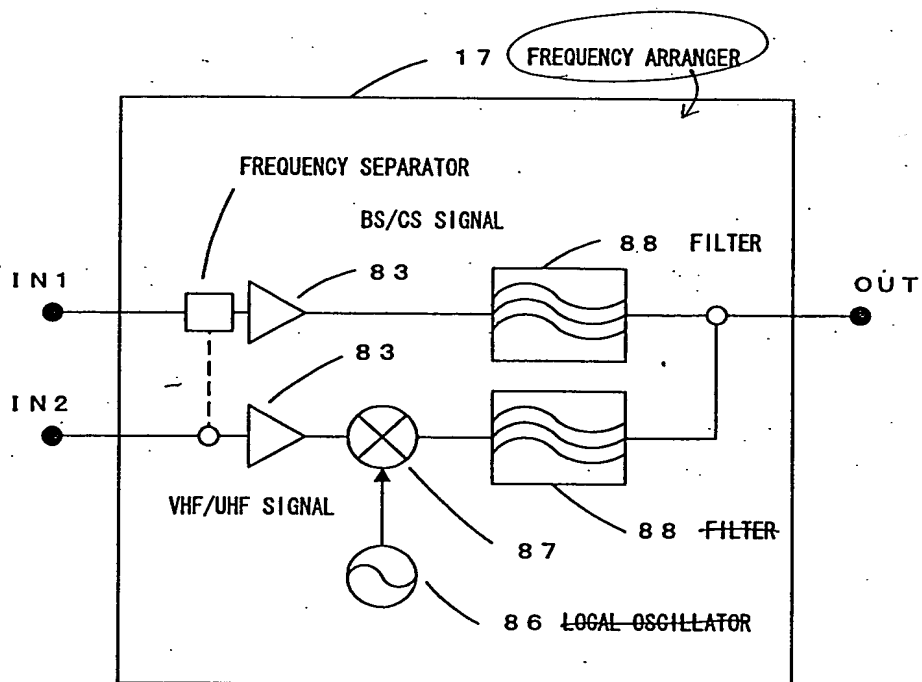 17 FREQUENCY ARRANGER
FREQUENCY SEPARATOR
BS/CS SIGNAL
88 FILTER
IN1
83
OUT
83
IN2
VHF/UHF SIGNAL
88 FILTER
87
86 LOCAL OSCILLATOR